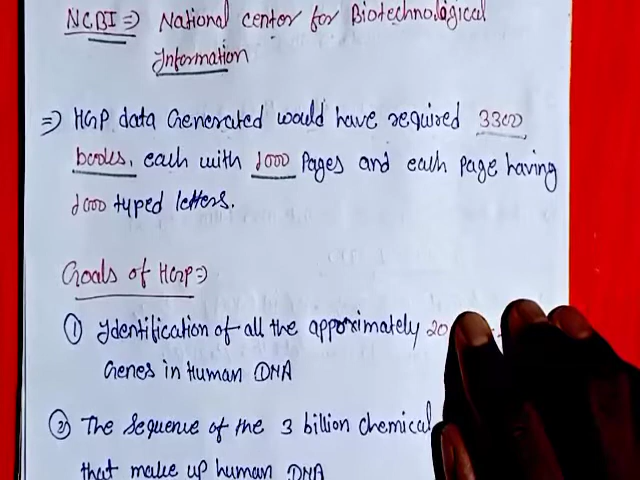 NCBI ⇒ National center for Biotechnological
Information
⇒ HGP data Generated would have required 3300
books, each with 1000 Pages and each page having
1000 typed letters.
Goals of HGP ⇒
① Identification of all the apporximately 20
Genes in Human DNA
② The Sequence of the 3 billion chemical
that make up human DNA